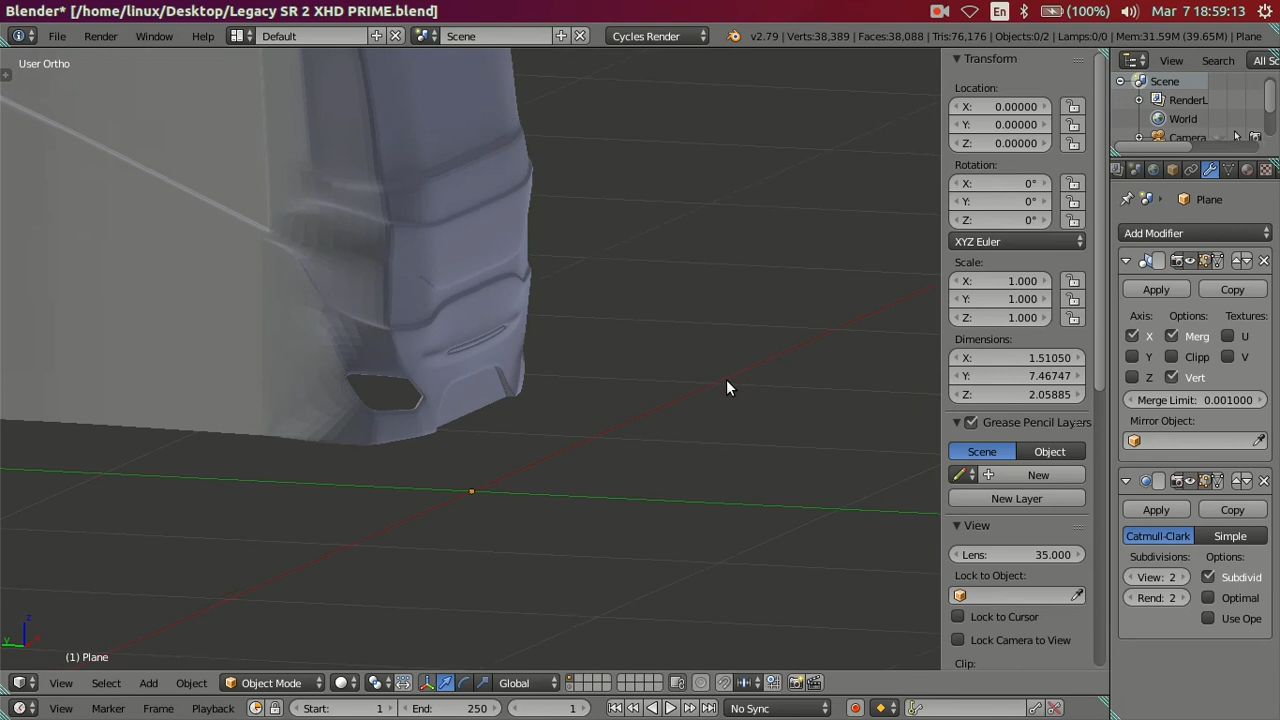 Blender* [/home/linux/Desktop/Legacy SR 2 XHD PRIME.blend]
En (100%) Mar 7 18:59:13
File Render Window Help Default Scene Cycles Render v2.79 | Verts:38,389 | Faces:38,088 | Tris:76,176 | Objects:0/2 | Lamps:0/0 | Mem:31.59M (39.65M) | Plane
User Ortho
Transform
Location:
X: 0.00000
Y: 0.00000
Z: 0.00000
Rotation:
X: 0°
Y: 0°
Z: 0°
XYZ Euler
Scale:
X: 1.000
Y: 1.000
Z: 1.000
Dimensions:
X: 1.51050
Y: 7.46747
Z: 2.05885
Grease Pencil Layers
Scene Object
New
New Layer
View
Lens: 35.000
Lock to Object:
Lock to Cursor
Lock Camera to View
Clip:
View Search All Sc
Scene
RenderL
World
Camera
Plane
Add Modifier
Apply Copy
Axis: Options: Textures:
X Merg U
Y Clipp V
Z Vert
Merge Limit: 0.001000
Mirror Object:
Apply Copy
Catmull-Clark Simple
Subdivisions: Options:
View: 2 Subdivid
Rend: 2 Optimal
Use Ope
z
y x
(1) Plane
View Select Add Object Object Mode Global
View Marker Frame Playback Start: 1 End: 250 1 No Sync